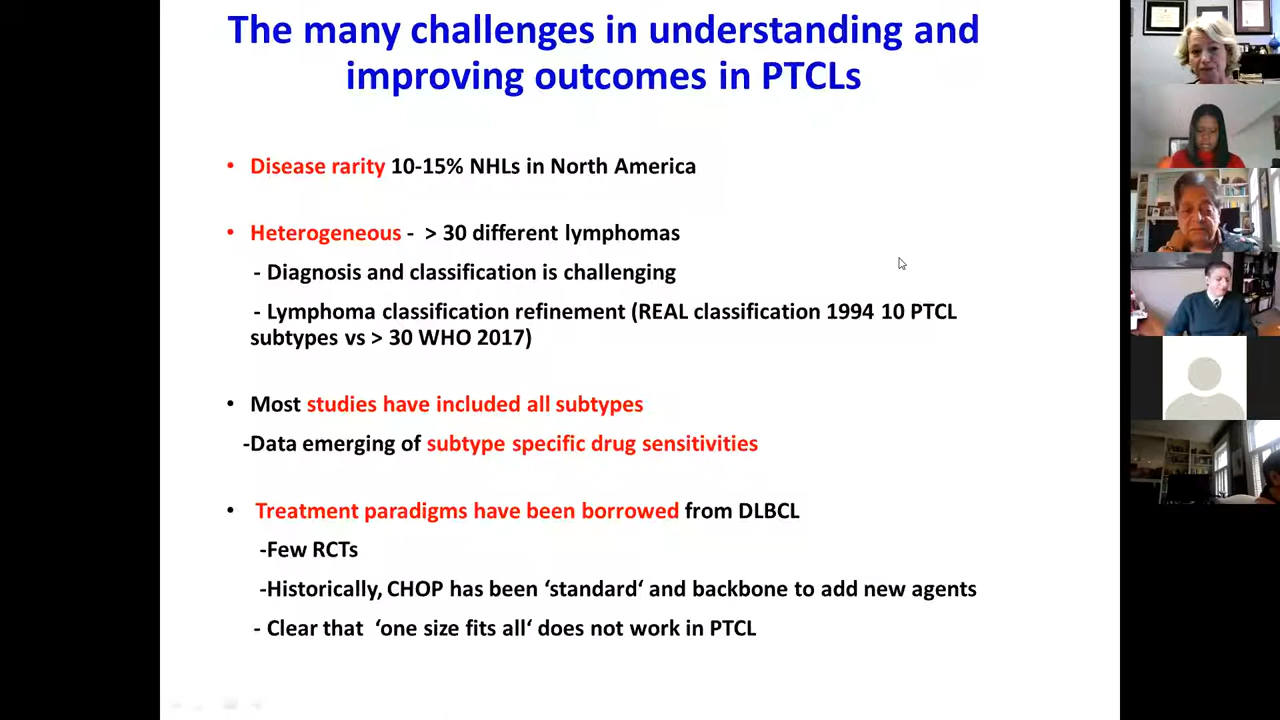 The many challenges in understanding and
improving outcomes in PTCLs
• Disease rarity 10-15% NHLs in North America
• Heterogeneous - > 30 different lymphomas
- Diagnosis and classification is challenging
- Lymphoma classification refinement (REAL classification 1994 10 PTCL
subtypes vs > 30 WHO 2017)
• Most studies have included all subtypes
-Data emerging of subtype specific drug sensitivities
• Treatment paradigms have been borrowed from DLBCL
-Few RCTs
-Historically, CHOP has been ‘standard‘ and backbone to add new agents
- Clear that ‘one size fits all‘ does not work in PTCL